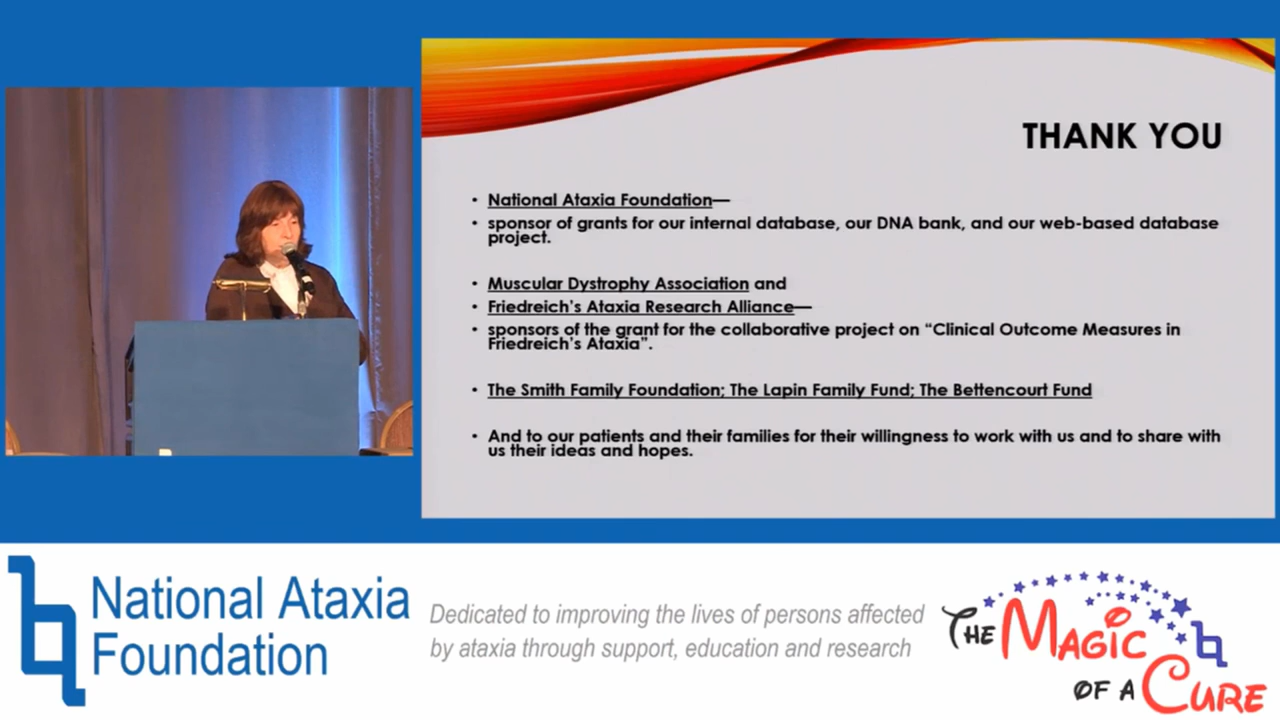 THANK YOU
• National Ataxia Foundation—
• sponsor of grants for our internal database, our DNA bank, and our web-based database
project.
• Muscular Dystrophy Association and
• Friedreich's Ataxia Research Alliance—
• sponsors of the grant for the collaborative project on “Clinical Outcome Measures in
Friedreich's Ataxia”.
• The Smith Family Foundation; The Lapin Family Fund; The Bettencourt Fund
• And to our patients and their families for their willingness to work with us and to share with
us their ideas and hopes.
National Ataxia
Foundation
Dedicated to improving the lives of persons affected
by ataxia through support, education and research
THE MAGIC
OF A CURE